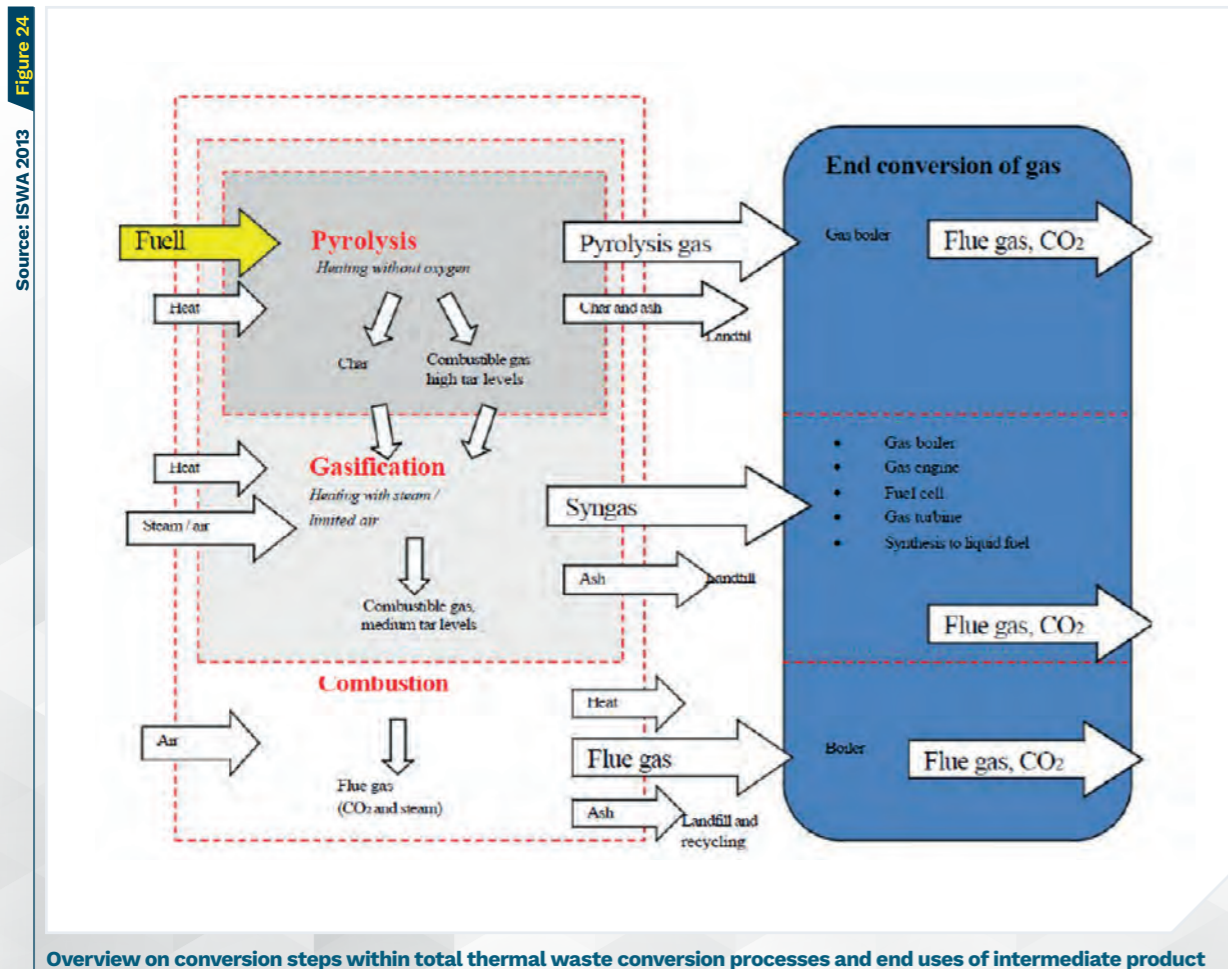 Figure 24
Source: ISWA 2013
Fuell
Heat
Pyrolysis
Heating without oxygen
Char
Combustible gas
high tar levels
Pyrolysis gas
Char and ash
Landfil
Heat
Steam / air
Gasification
Heating with steam /
limited air
Combustible gas,
medium tar levels
Syngas
Ash
Landfill
Combustion
Air
Flue gas
(CO2 and steam)
Heat
Flue gas
Ash
Landfill and
recycling
End conversion of gas
Gas boiler
Flue gas, CO2
• Gas boiler
• Gas engine
• Fuel cell
• Gas turbine
• Synthesis to liquid fuel
Flue gas, CO2
Boiler
Flue gas, CO2
Overview on conversion steps within total thermal waste conversion processes and end uses of intermediate product